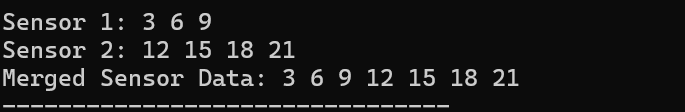 Sensor 1: 3 6 9
Sensor 2: 12 15 18 21
Merged Sensor Data: 3 6 9 12 15 18 21
--------------------------------